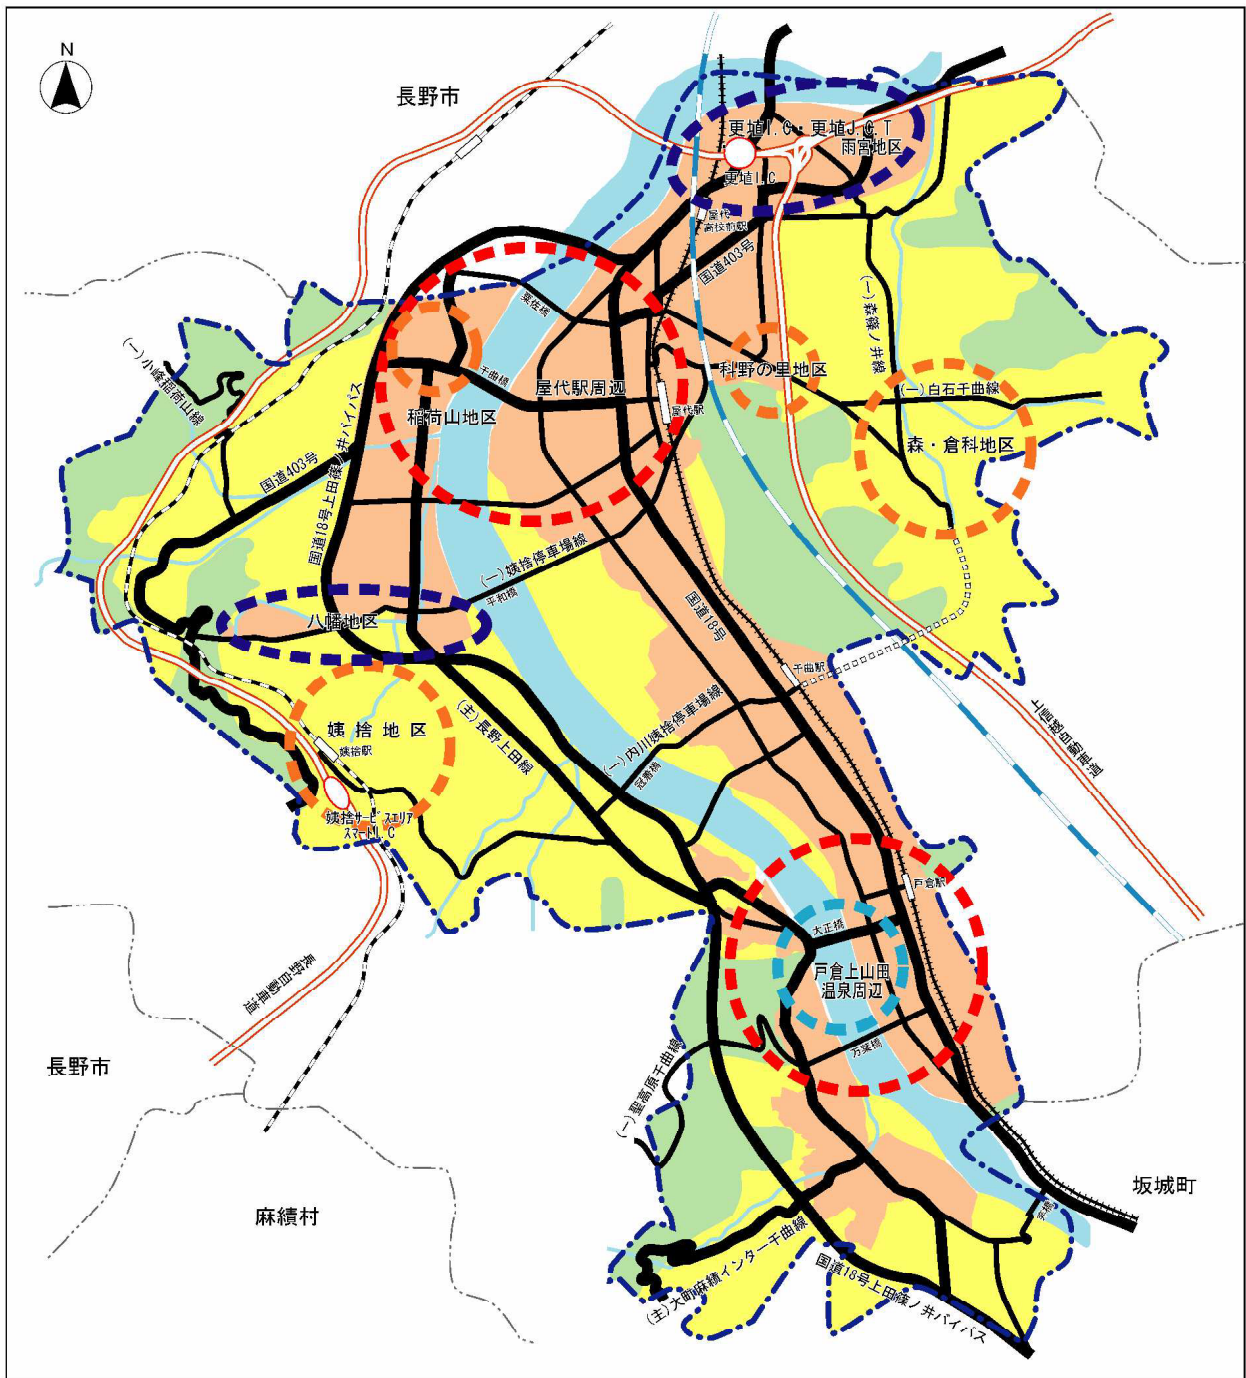 N
長野市
更埴I.C・更埴J.C.T
雨宮地区
更埴I.C
屋代
高校前駅
国道403号
(一)森篠ノ井線
粟佐橋
(一)小峰稲荷山線
千曲橋
屋代駅周辺
科野の里地区
(一)白石千曲線
稲荷山地区
屋代駅
森・倉科地区
国道18号上田篠ノ井バイパス
国道403号
(一)姨捨停車場線
平和橋
国道18号
八幡地区
千曲駅
姨捨地区
姨捨駅
(主)長野上田線
(一)内川姨捨停車場線
冠着橋
上信越自動車道
姨捨サービスエリア
スマートI.C
戸倉駅
大正橋
戸倉上山田
温泉周辺
長野自動車道
万葉橋
長野市
(一)聖高原千曲線
坂城町
麻績村
(主)大町麻績インター千曲線
国道18号上田篠ノ井バイパス